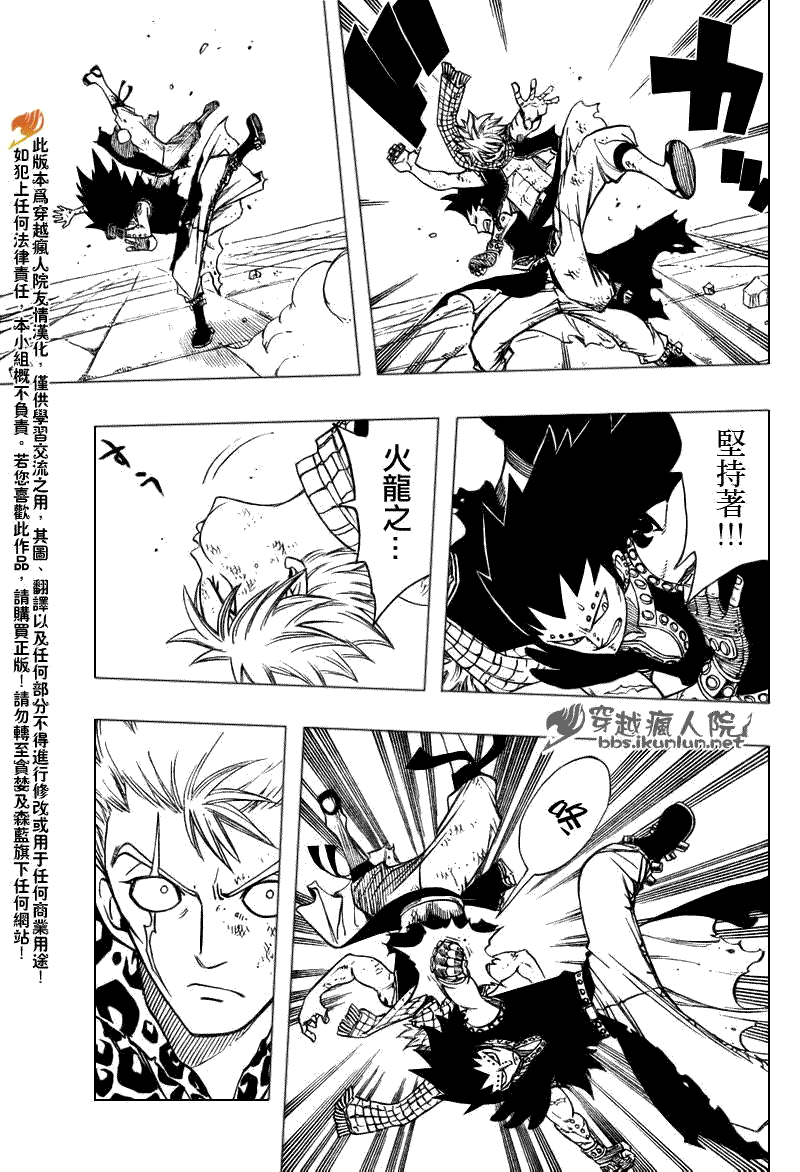 堅持著!!!
火龍之…
穿越瘋人院
bbs.ikunlun.net
此版本爲穿越瘋人院友情漢化，僅供學習交流之用，其圖、翻譯以及任何部分不得進行修改或用于任何商業用途！
如犯上任何法律責任，本小組概不負責。若您喜歡此作品，請購買正版！請勿轉至貪婪及森藍旗下任何網站！